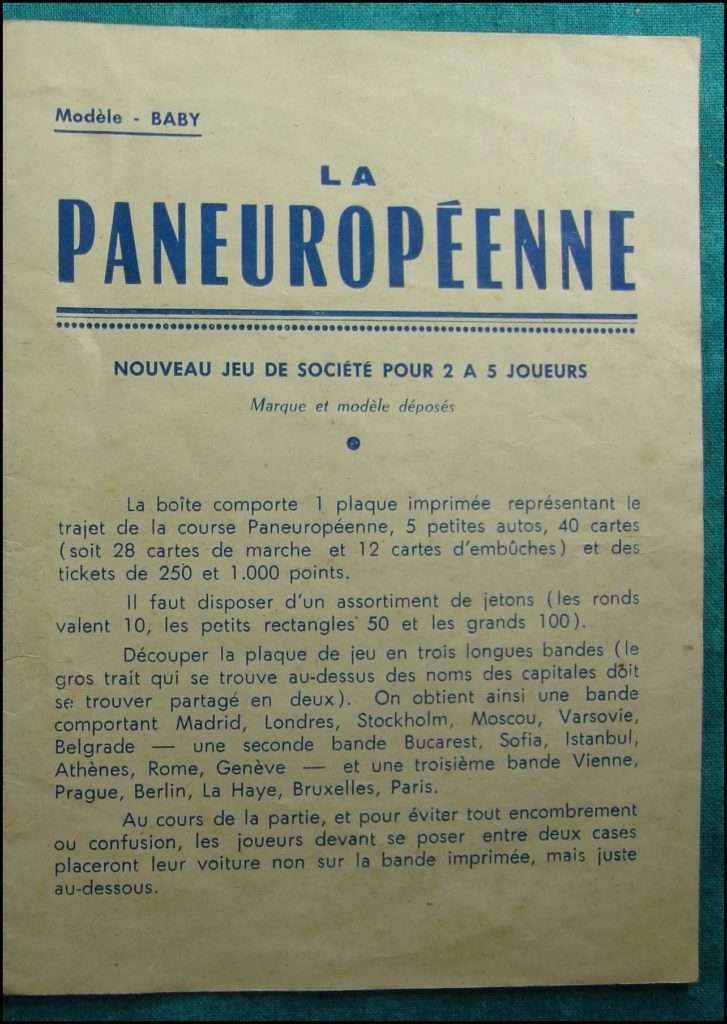 Modèle - BABY
LA
PANEUROPÉENNE
NOUVEAU JEU DE SOCIÉTÉ POUR 2 A 5 JOUEURS
Marque et modèle déposés
La boîte comporte 1 plaque imprimée représentant le
trajet de la course Paneuropéenne, 5 petites autos, 40 cartes
(soit 28 cartes de marche et 12 cartes d'embûches) et des
tickets de 250 et 1.000 points.
Il faut disposer d'un assortiment de jetons (les ronds
valent 10, les petits rectangles 50 et les grands 100).
Découper la plaque de jeu en trois longues bandes (le
gros trait qui se trouve au-dessus des noms des capitales doit
se trouver partagé en deux). On obtient ainsi une bande
comportant Madrid, Londres, Stockholm, Moscou, Varsovie,
Belgrade — une seconde bande Bucarest, Sofia, Istanbul,
Athènes, Rome, Genève — et une troisième bande Vienne,
Prague, Berlin, La Haye, Bruxelles, Paris.
Au cours de la partie, et pour éviter tout encombrement
ou confusion, les joueurs devant se poser entre deux cases
placeront leur voiture non sur la bande imprimée, mais juste
au-dessous.